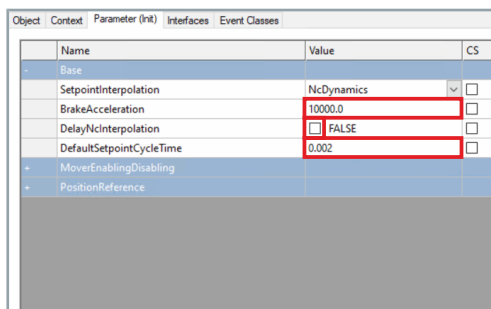 Object Context Parameter (Init) Interfaces Event Classes
Name Value CS
- Base
SetpointInterpolation NcDynamics
BrakeAcceleration 10000.0
DelayNcInterpolation FALSE
DefaultSetpointCycleTime 0.002
+ MoverEnablingDisabling
+ PositionReference